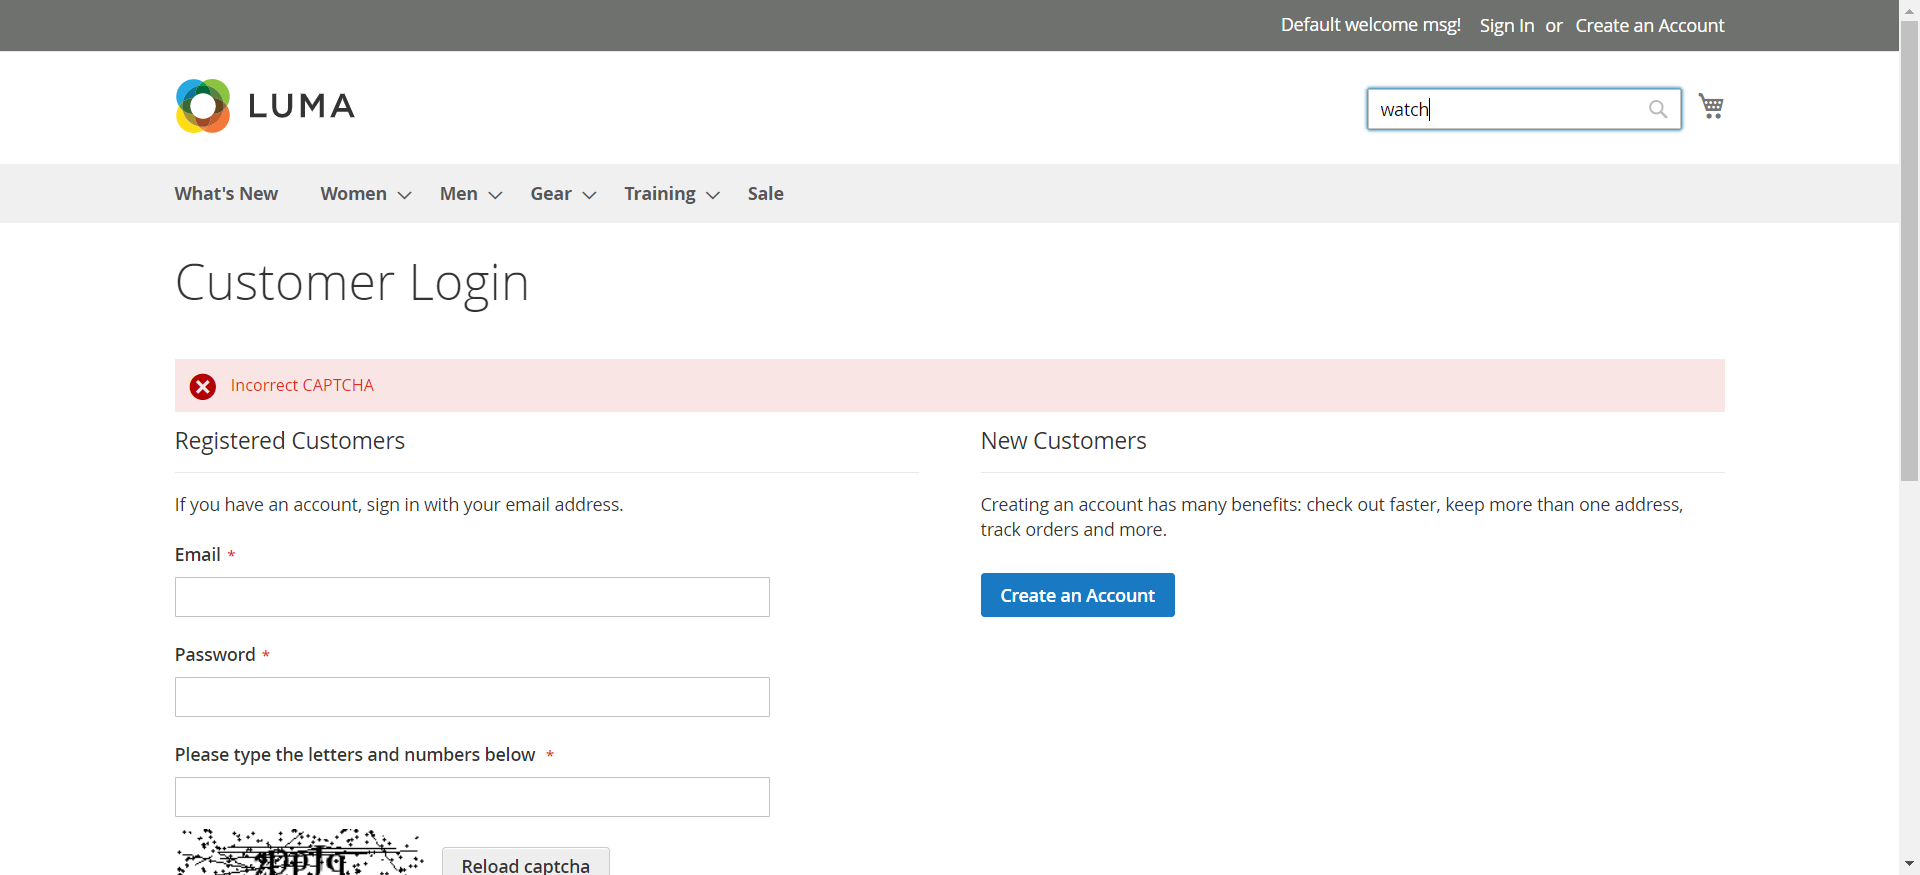 Default welcome msg! Sign In or Create an Account
LUMA
watch
What's New Women Men Gear Training Sale
Customer Login
Incorrect CAPTCHA
Registered Customers
If you have an account, sign in with your email address.
Email *
Password *
Please type the letters and numbers below *
Reload captcha
New Customers
Creating an account has many benefits: check out faster, keep more than one address,
track orders and more.
Create an Account